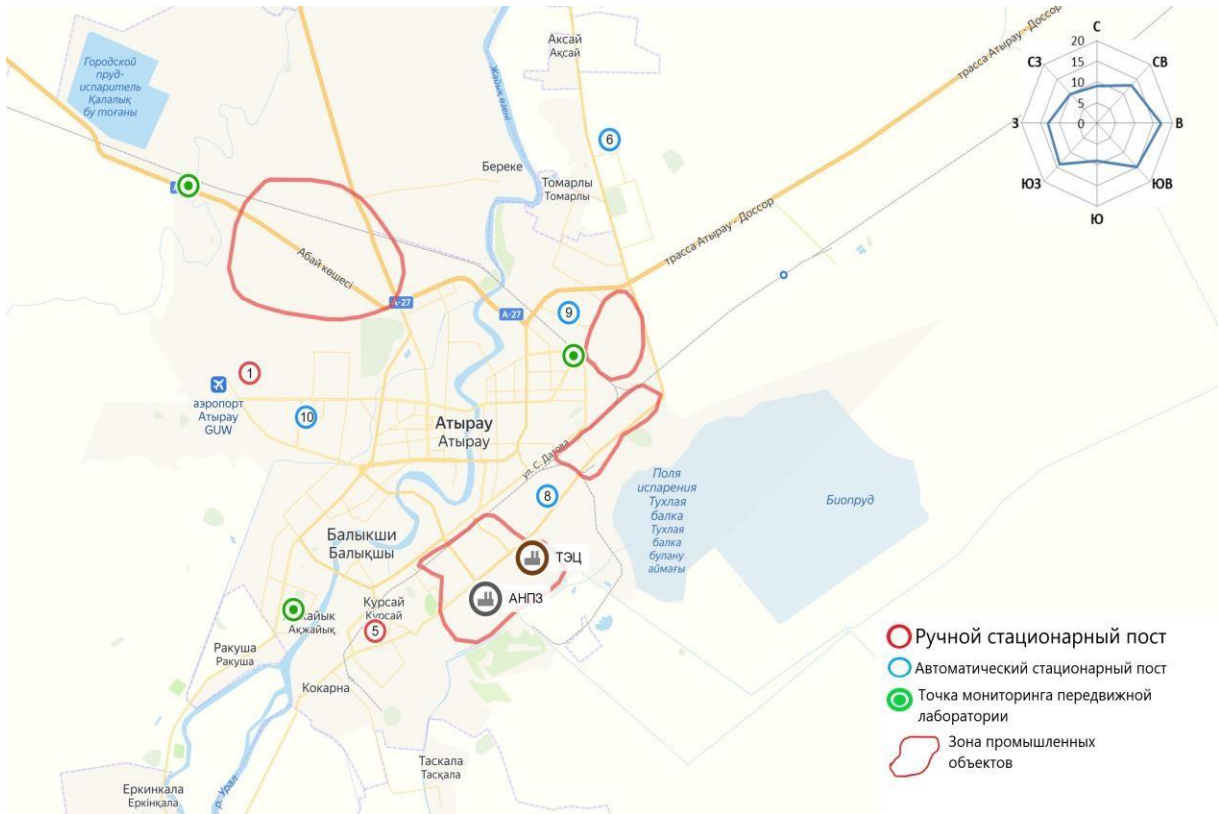 Городской
пруд-
испаритель
Қалалық
бу тоғаны
Аксай
Ақсай
Жайық өзені
трасса Атырау - Доссор
С
СВ
В
ЮВ
Ю
ЮЗ
З
СЗ
20
15
10
5
0
6
Береке
Томарлы
Томарлы
трасса Атырау - Доссор
Абай көшесі
А-27
А-27
9
1
аэропорт
Атырау
GUW
10
Атырау
Атырау
ул. С. Датова
8
Поля
испарения
Тухлая
балка
Тухлая
балка
булану
аймағы
Биопруд
Балыкши
Балықшы
ТЭЦ
АНПЗ
Курсай
Курсай
5
жайык
Ақжайық
Ракуша
Ракуша
Кокарна
Таскала
Тасқала
Еркинкала
Еркінқала
р. Урал
Ручной стационарный пост
Автоматический стационарный пост
Точка мониторинга передвижной
лаборатории
Зона промышленных
объектов